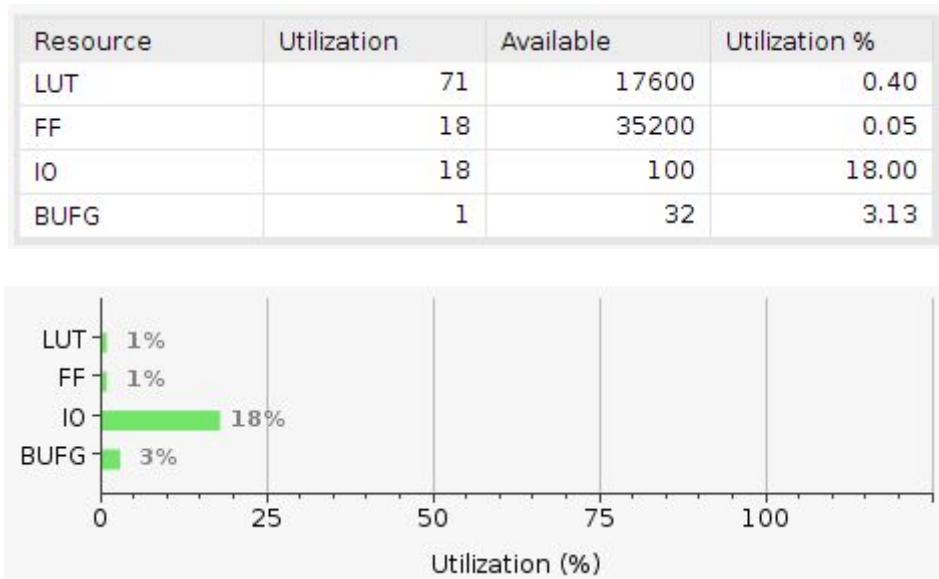 Resource Utilization Available Utilization %
LUT 71 17600 0.40
FF 18 35200 0.05
IO 18 100 18.00
BUFG 1 32 3.13
LUT 1%
FF 1%
IO 18%
BUFG 3%
0 25 50 75 100
Utilization (%)